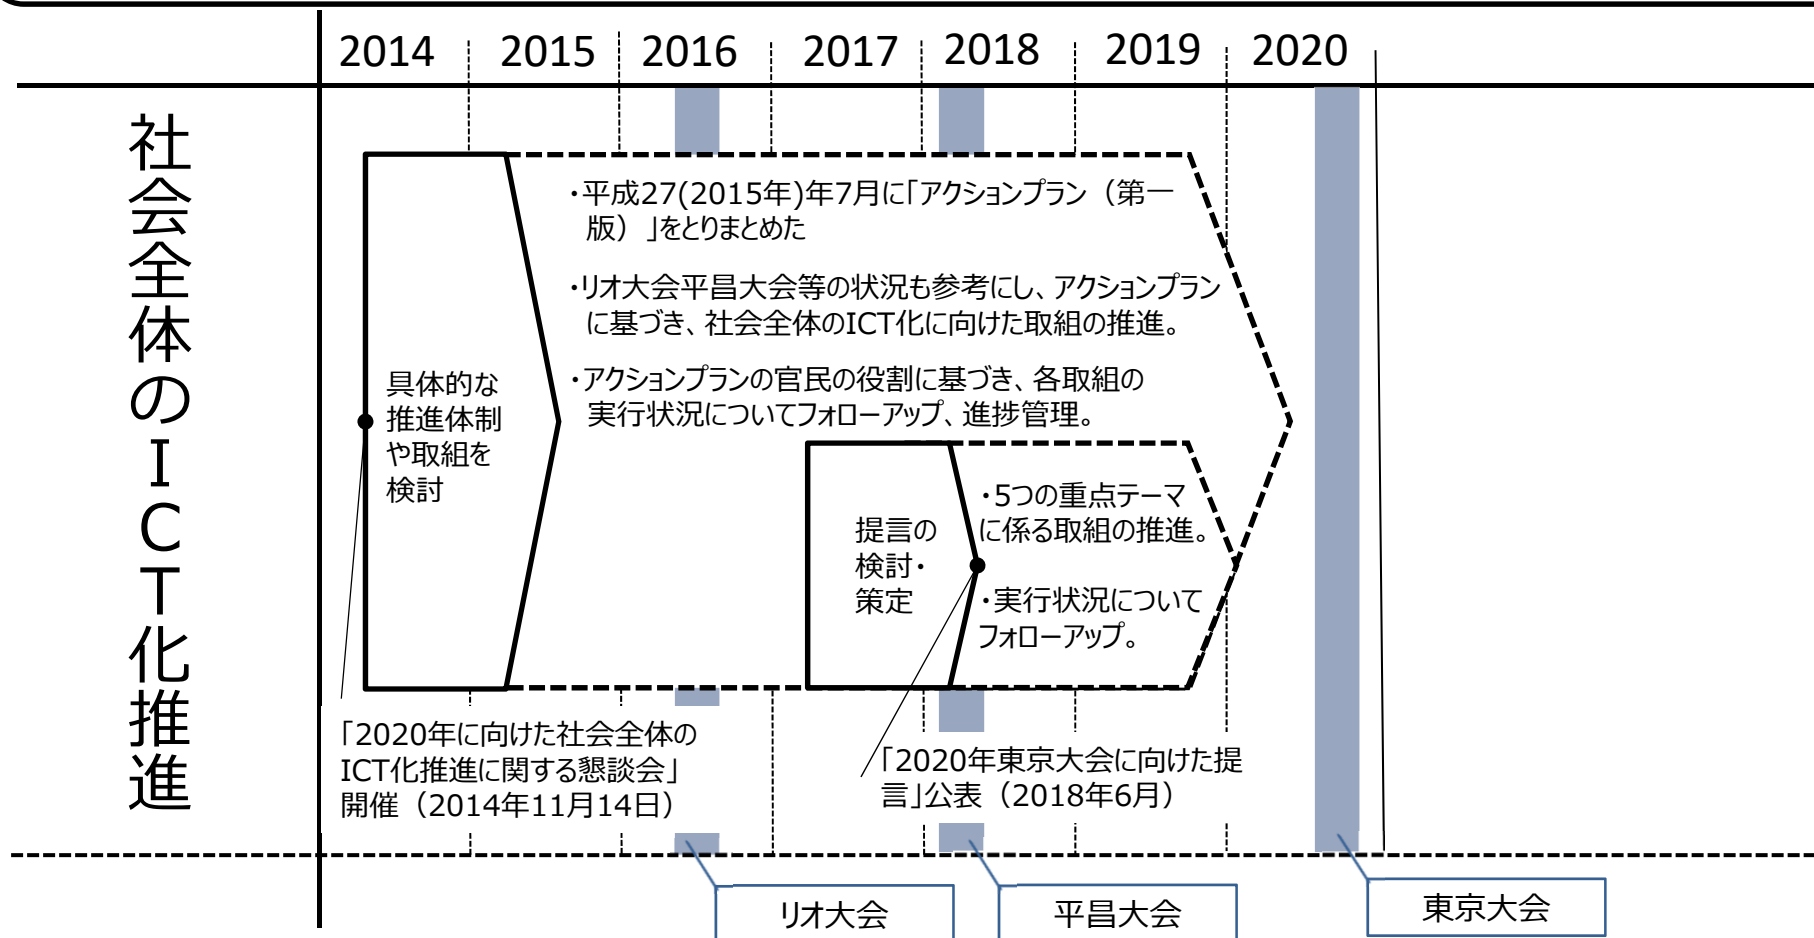 2014 2015 2016 2017 2018 2019 2020
社会全体のＩＣＴ化推進
・平成27(2015年)年7月に「アクションプラン（第一
版）」をとりまとめた
・リオ大会平昌大会等の状況も参考にし、アクションプラン
に基づき、社会全体のICT化に向けた取組の推進。
・アクションプランの官民の役割に基づき、各取組の
実行状況についてフォローアップ、進捗管理。
具体的な
推進体制
や取組を
検討
提言の
検討・
策定
・5つの重点テーマ
に係る取組の推進。
・実行状況について
フォローアップ。
「2020年に向けた社会全体の
ICT化推進に関する懇談会」
開催（2014年11月14日）
「2020年東京大会に向けた提
言」公表（2018年6月）
リオ大会
平昌大会
東京大会